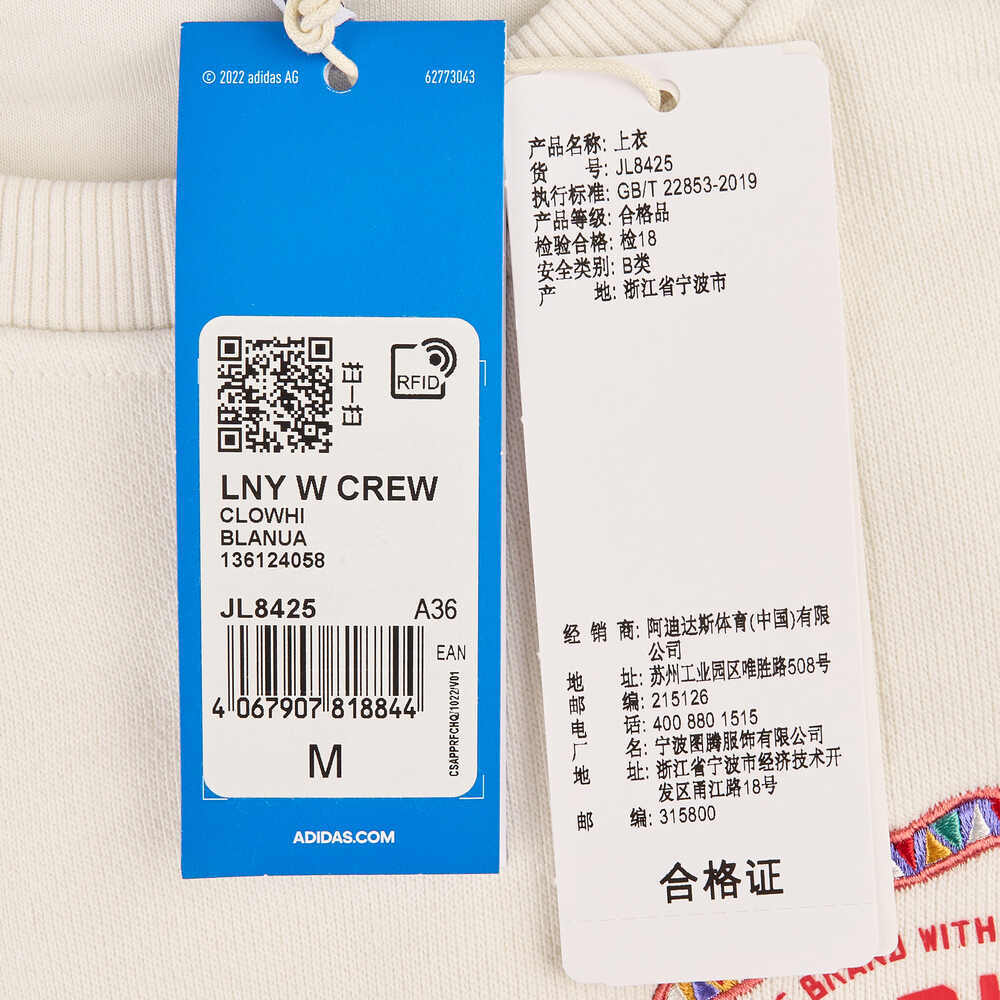 © 2022 adidas AG
62773043
扫一扫
RFID
LNY W CREW
CLOWHI
BLANUA
136124058
JL8425 A36
EAN
4 067907 818844
CSAPPRFCHQ/1022/V01
M
ADIDAS.COM
产品名称: 上衣
货 号: JL8425
执行标准: GB/T 22853-2019
产品等级: 合格品
检验合格: 检18
安全类别: B类
产 地: 浙江省宁波市
经 销 商: 阿迪达斯体育(中国)有限
公司
地 址: 苏州工业园区唯胜路508号
邮 编: 215126
电 话: 400 880 1515
厂 名: 宁波图腾服饰有限公司
地 址: 浙江省宁波市经济技术开
发区甬江路18号
邮 编: 315800
合格证
BRAND WITH